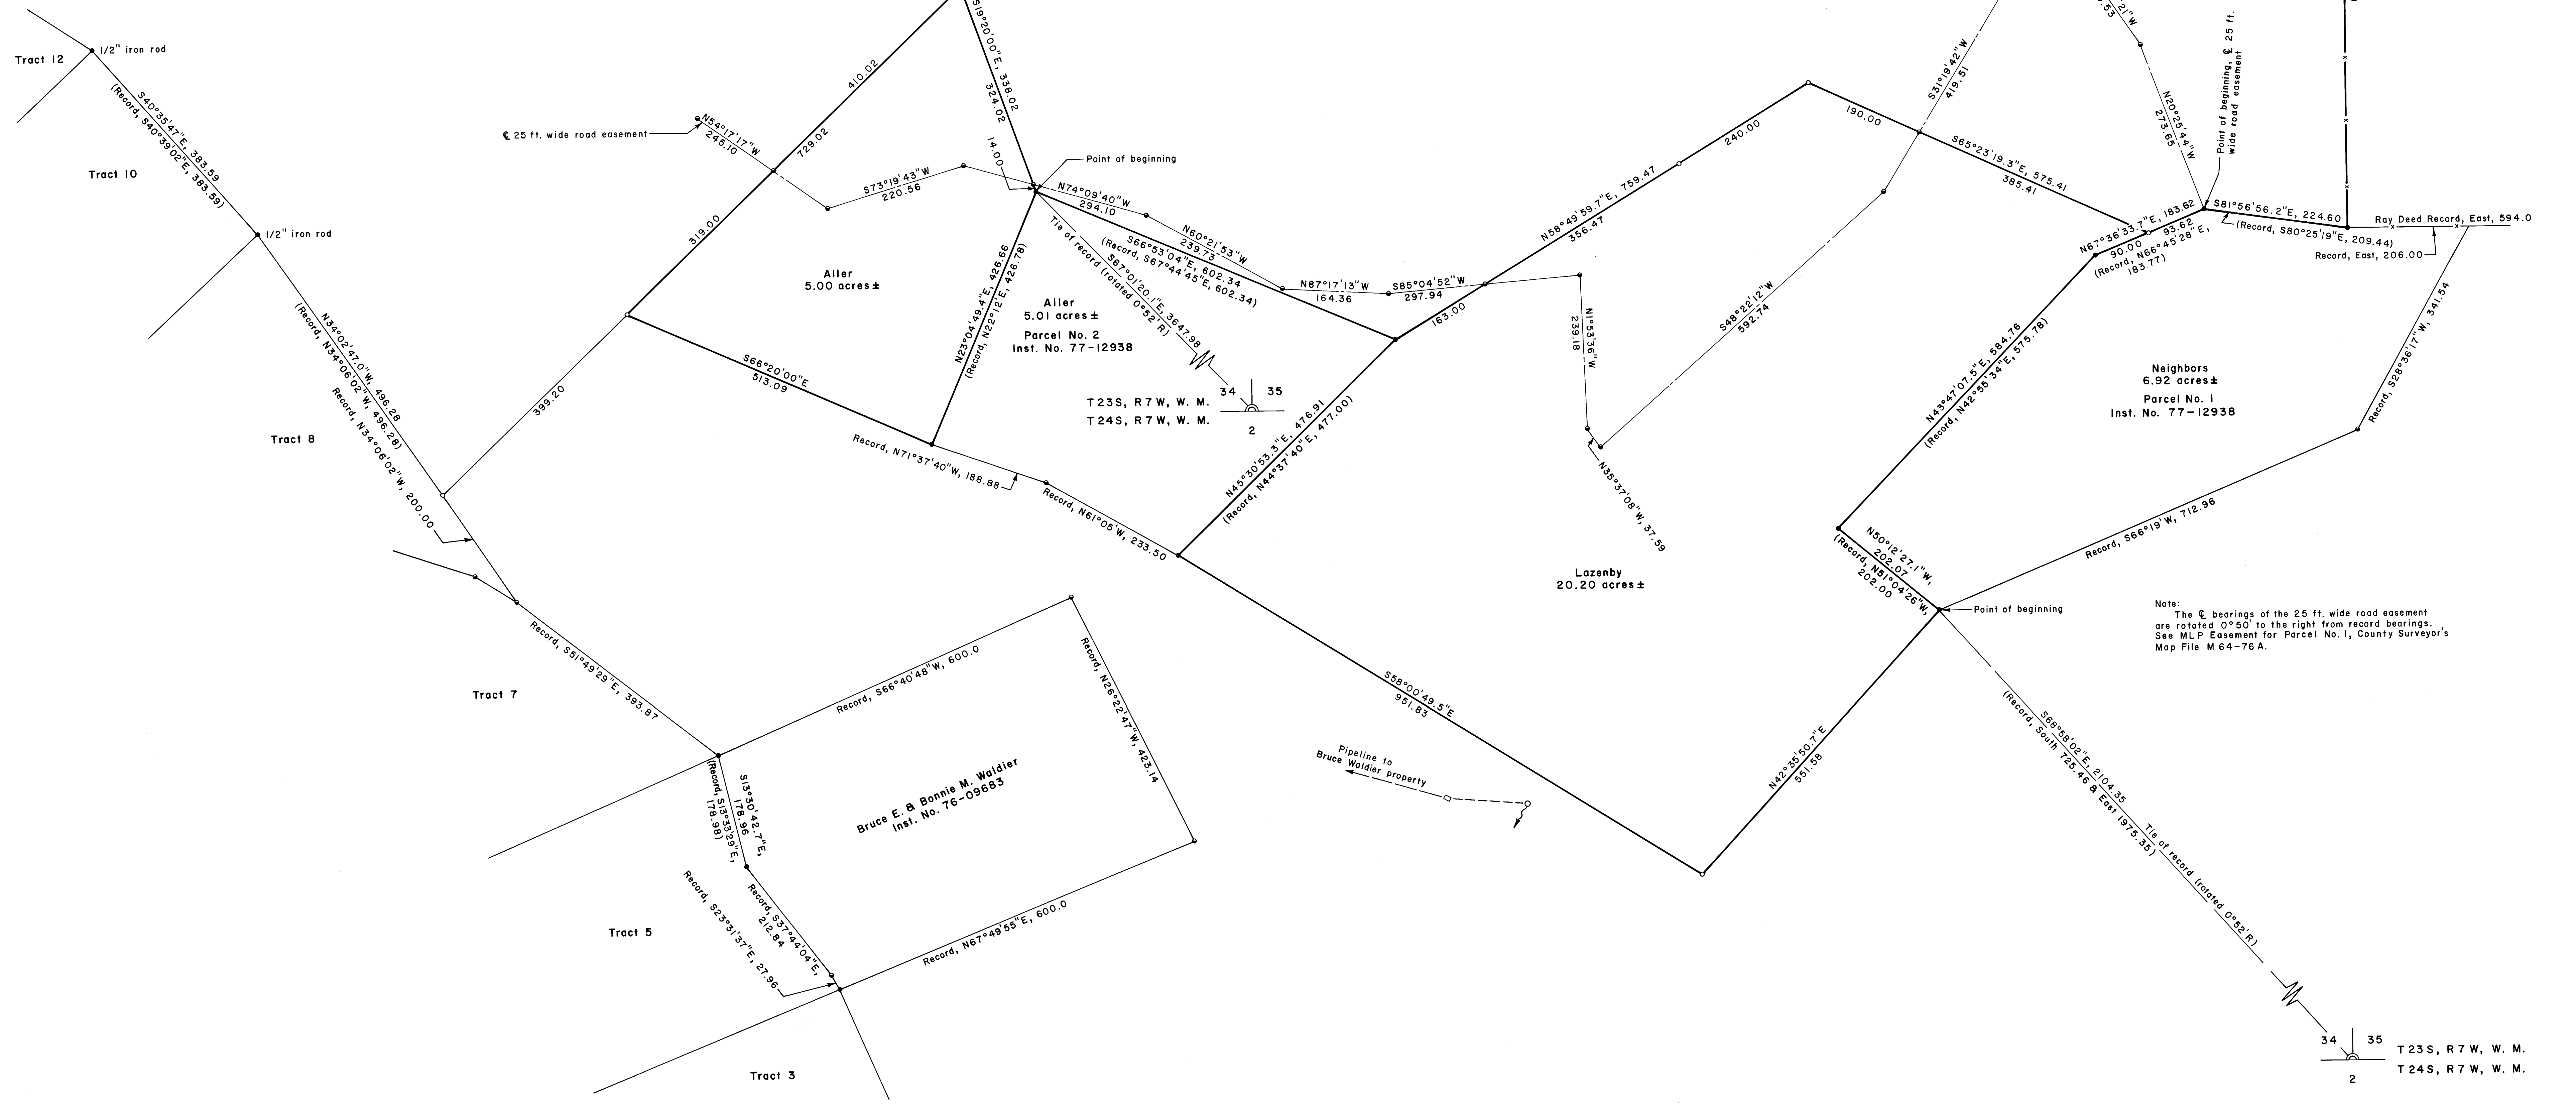 Tract 12
1/2" iron rod
S40°35'47"E, 383.59
(Record, S40°39'02"E, 383.59)
Tract 10
1/2" iron rod
N34°02'47.0"W, 496.28
(Record, N34°06'02"W, 496.28)
Record, N34°06'02"W, 200.00
Tract 8
399.20
Tract 7
Record, S51°49'29"E, 393.87
℄ 25 ft. wide road easement
N54°17'17"W
245.10
410.02
729.02
319.00
S73°19'43"W
220.56
S19°20'00"E, 338.02
324.02
14.00
Point of beginning
N74°09'40"W
294.10
N60°21'53"W
239.73
S66°53'04"E, 602.34
(Record, S67°44'45"E, 602.34)
Tie of record (rotated 0°52' R)
S67°01'20.1"E, 3647.98
Aller
5.00 acres±
Aller
5.01 acres±
Parcel No. 2
Inst. No. 77-12938
N23°04'49.4"E, 426.66
(Record, N22°12'E, 426.78)
S66°20'00"E
513.09
34
35
T23S, R7W, W. M.
T24S, R7W, W. M.
2
Record, N71°37'40"W, 188.88
Record, N61°05'W, 233.50
N45°30'53.3"E, 476.91
(Record, N44°37'40"E, 477.00)
N87°17'13"W
164.36
S85°04'52"W
297.94
163.00
N58°49'59.7"E, 759.47
356.47
240.00
190.00
S31°19'42"W
419.51
S65°23'19.3"E, 575.41
385.41
N1°53'36"W
239.18
N35°37'08"W, 37.59
S48°22'12"W
592.74
21"W
.53
N20°25'44"W
273.65
Point of beginning, ℄ 25 ft.
wide road easement
N67°36'33.7"E, 183.62
93.62
90.00
(Record, N66°45'28"E,
183.77)
S81°56'56.2"E, 224.60
(Record, S80°25'19"E, 209.44)
Ray Deed Record, East, 594.0
Record, East, 206.00
Record, S28°36'17"W, 341.54
N43°47'07.5"E, 584.76
(Record, N42°55'34"E, 575.78)
Neighbors
6.92 acres±
Parcel No. 1
Inst. No. 77-12938
Record, S66°19'W, 712.96
N50°12'27.1"W,
202.07
(Record, N51°04'26"W,
202.00
Point of beginning
Note:
The ℄ bearings of the 25 ft. wide road easement
are rotated 0°50' to the right from record bearings.
See MLP Easement for Parcel No. 1, County Surveyor's
Map File M 64-76 A.
Lazenby
20.20 acres±
S58°00'49.5"E
951.83
N42°35'50.7"E
551.58
Pipeline to
Bruce Waldier property
Record, S66°40'48"W, 600.0
Record, N26°22'47"W, 423.14
Bruce E. & Bonnie M. Waldier
Inst. No. 76-09683
S13°30'42.7"E,
178.96
(Record, S13°33'29"E,
178.98)
Record, S37°44'04"E,
212.84
Record, S23°31'37"E, 27.96
Record, N67°49'55"E, 600.0
Tract 5
Tract 3
S68°58'02"E, 2104.35
(Record, South 725.46 & East 1975.35)
Tie of record (rotated 0°52' R)
34
35
T23S, R7W, W. M.
T24S, R7W, W. M.
2